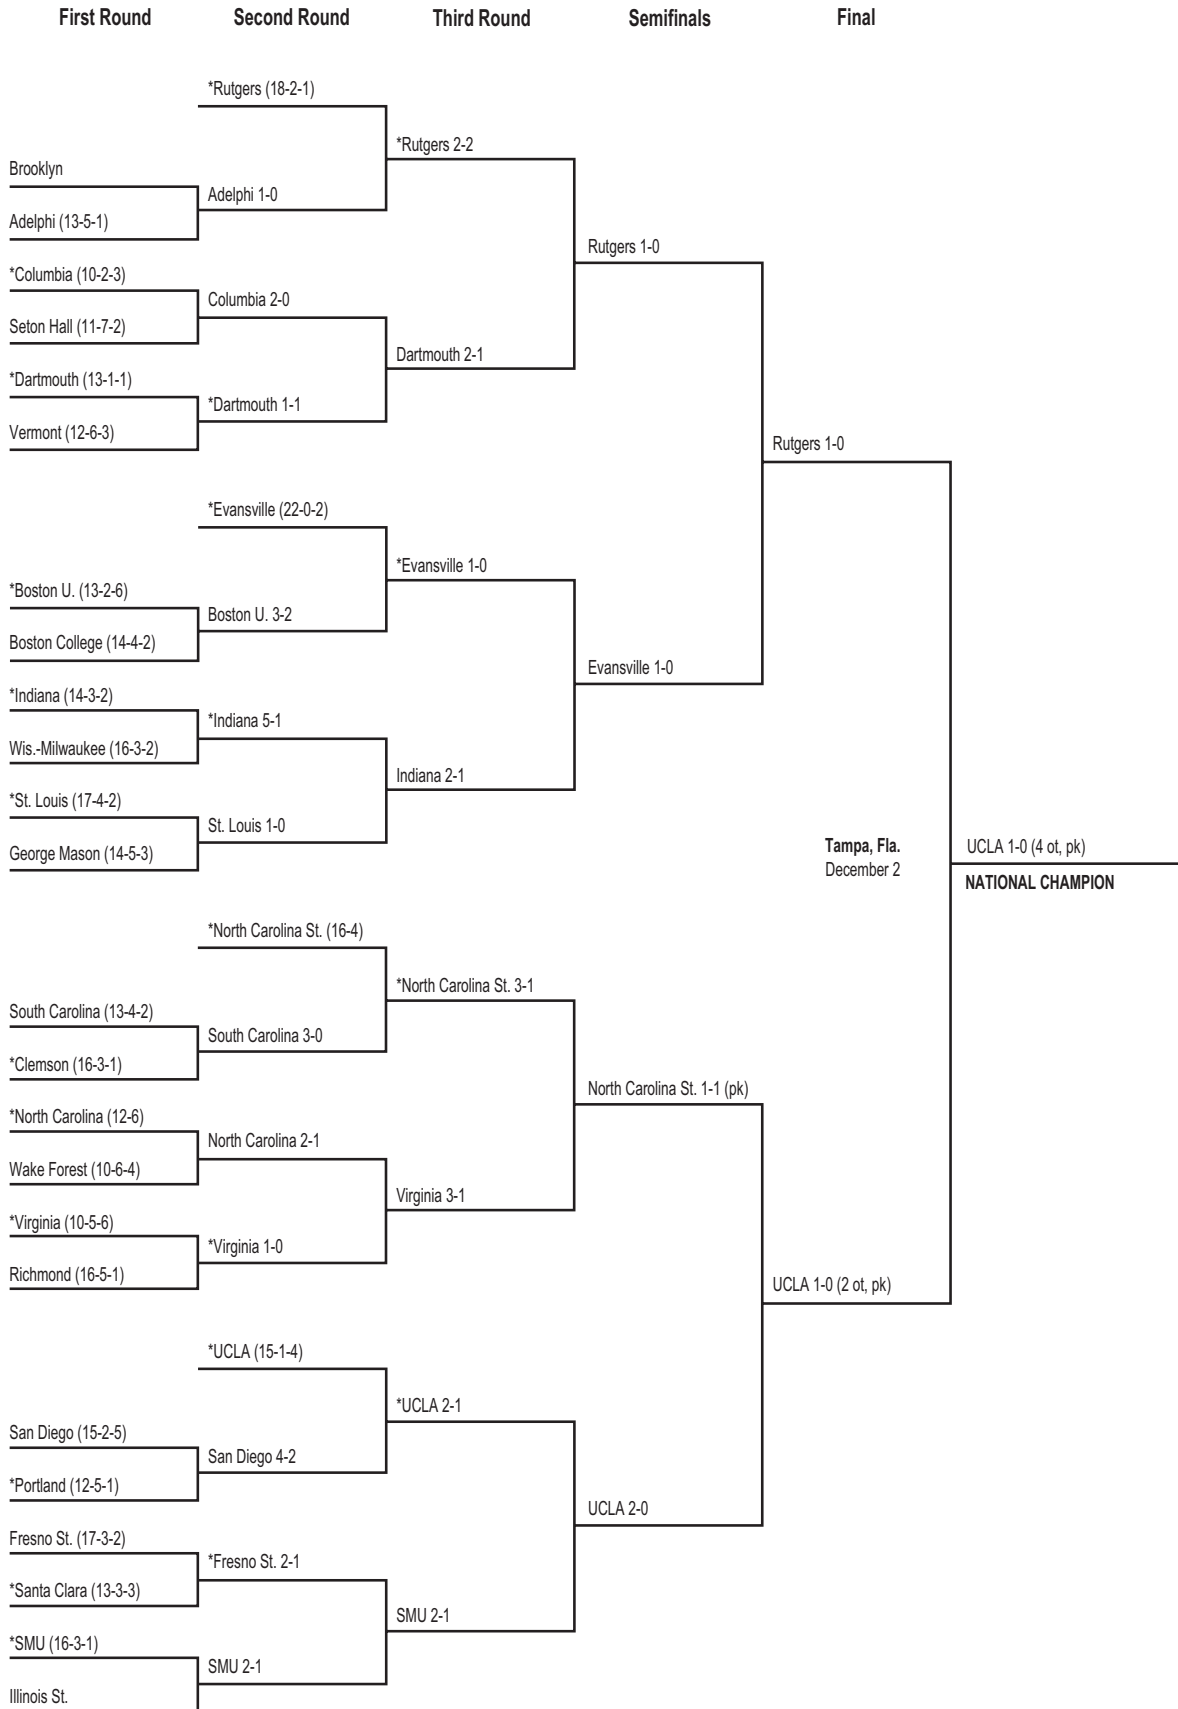 First Round
Second Round
Third Round
Semifinals
Final
*Rutgers (18-2-1)
*Rutgers 2-2
Brooklyn
Adelphi 1-0
Adelphi (13-5-1)
Rutgers 1-0
*Columbia (10-2-3)
Columbia 2-0
Seton Hall (11-7-2)
Dartmouth 2-1
*Dartmouth (13-1-1)
*Dartmouth 1-1
Vermont (12-6-3)
Rutgers 1-0
*Evansville (22-0-2)
*Evansville 1-0
*Boston U. (13-2-6)
Boston U. 3-2
Boston College (14-4-2)
Evansville 1-0
*Indiana (14-3-2)
*Indiana 5-1
Wis.-Milwaukee (16-3-2)
Indiana 2-1
*St. Louis (17-4-2)
St. Louis 1-0
George Mason (14-5-3)
Tampa, Fla.
December 2
UCLA 1-0 (4 ot, pk)
NATIONAL CHAMPION
*North Carolina St. (16-4)
*North Carolina St. 3-1
South Carolina (13-4-2)
South Carolina 3-0
*Clemson (16-3-1)
North Carolina St. 1-1 (pk)
*North Carolina (12-6)
North Carolina 2-1
Wake Forest (10-6-4)
Virginia 3-1
*Virginia (10-5-6)
*Virginia 1-0
Richmond (16-5-1)
UCLA 1-0 (2 ot, pk)
*UCLA (15-1-4)
*UCLA 2-1
San Diego (15-2-5)
San Diego 4-2
*Portland (12-5-1)
UCLA 2-0
Fresno St. (17-3-2)
*Fresno St. 2-1
*Santa Clara (13-3-3)
SMU 2-1
*SMU (16-3-1)
SMU 2-1
Illinois St.